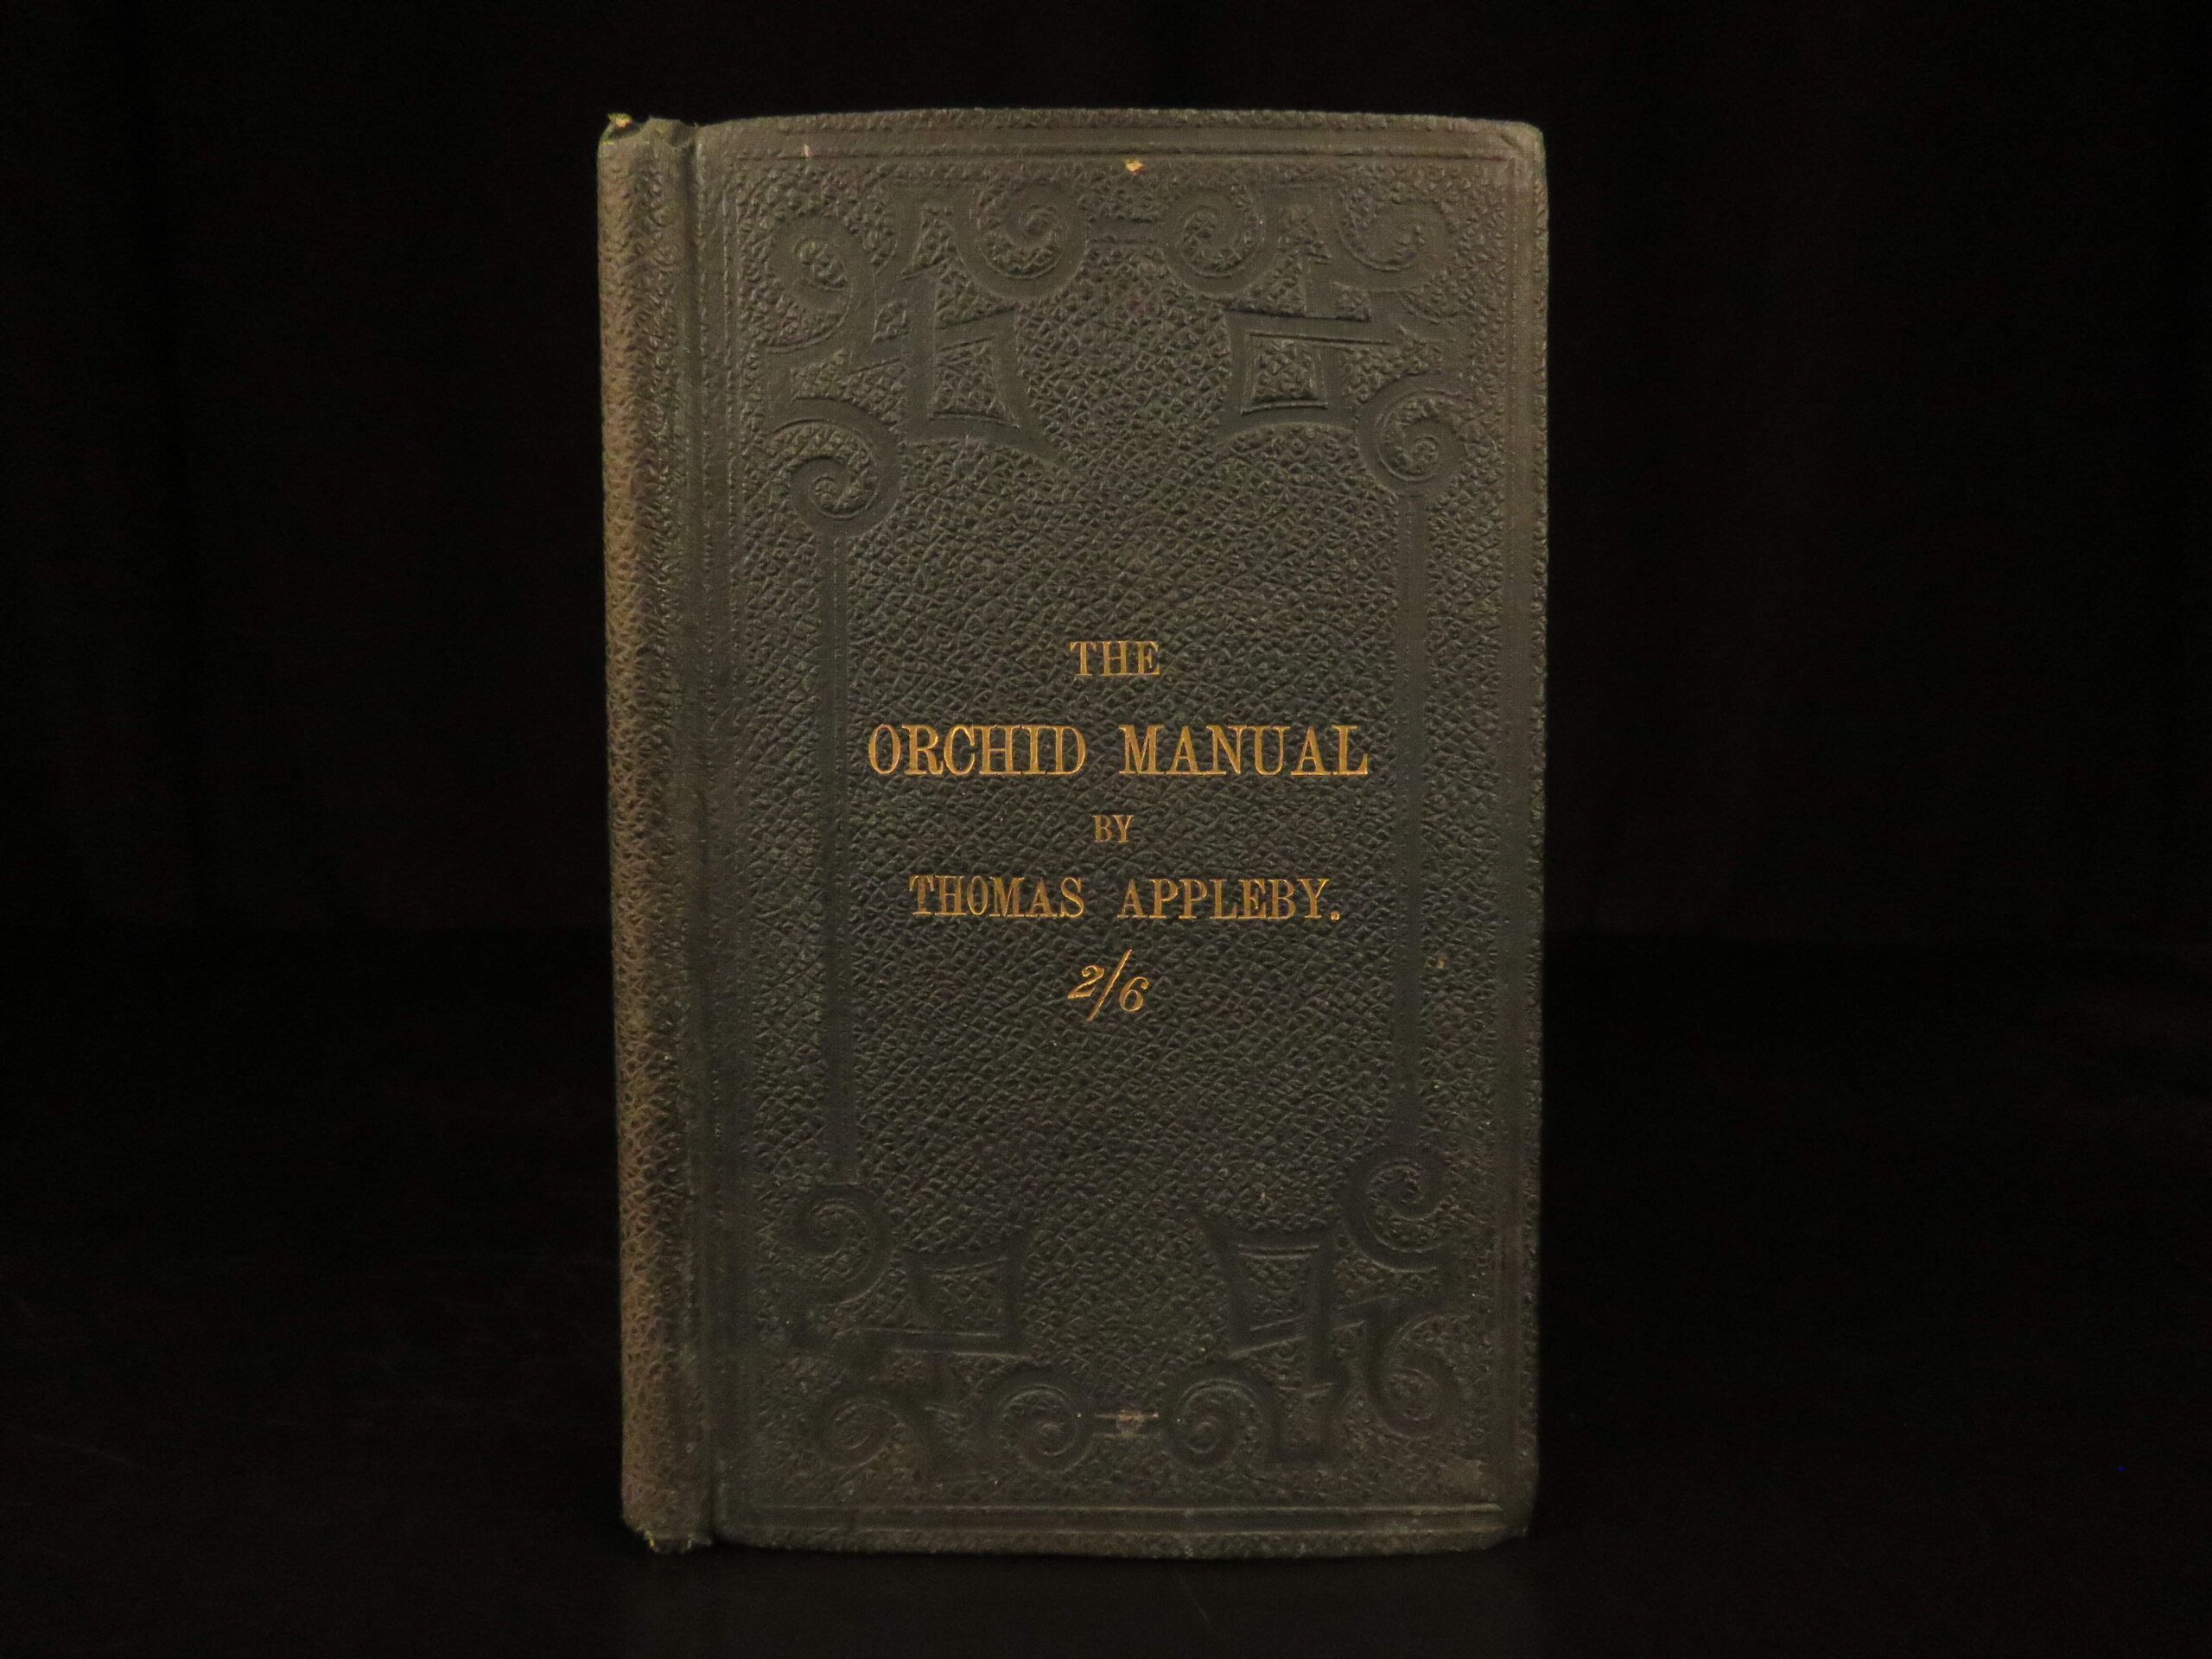 THE
ORCHID MANUAL
BY
THOMAS APPLEBY.
2/6